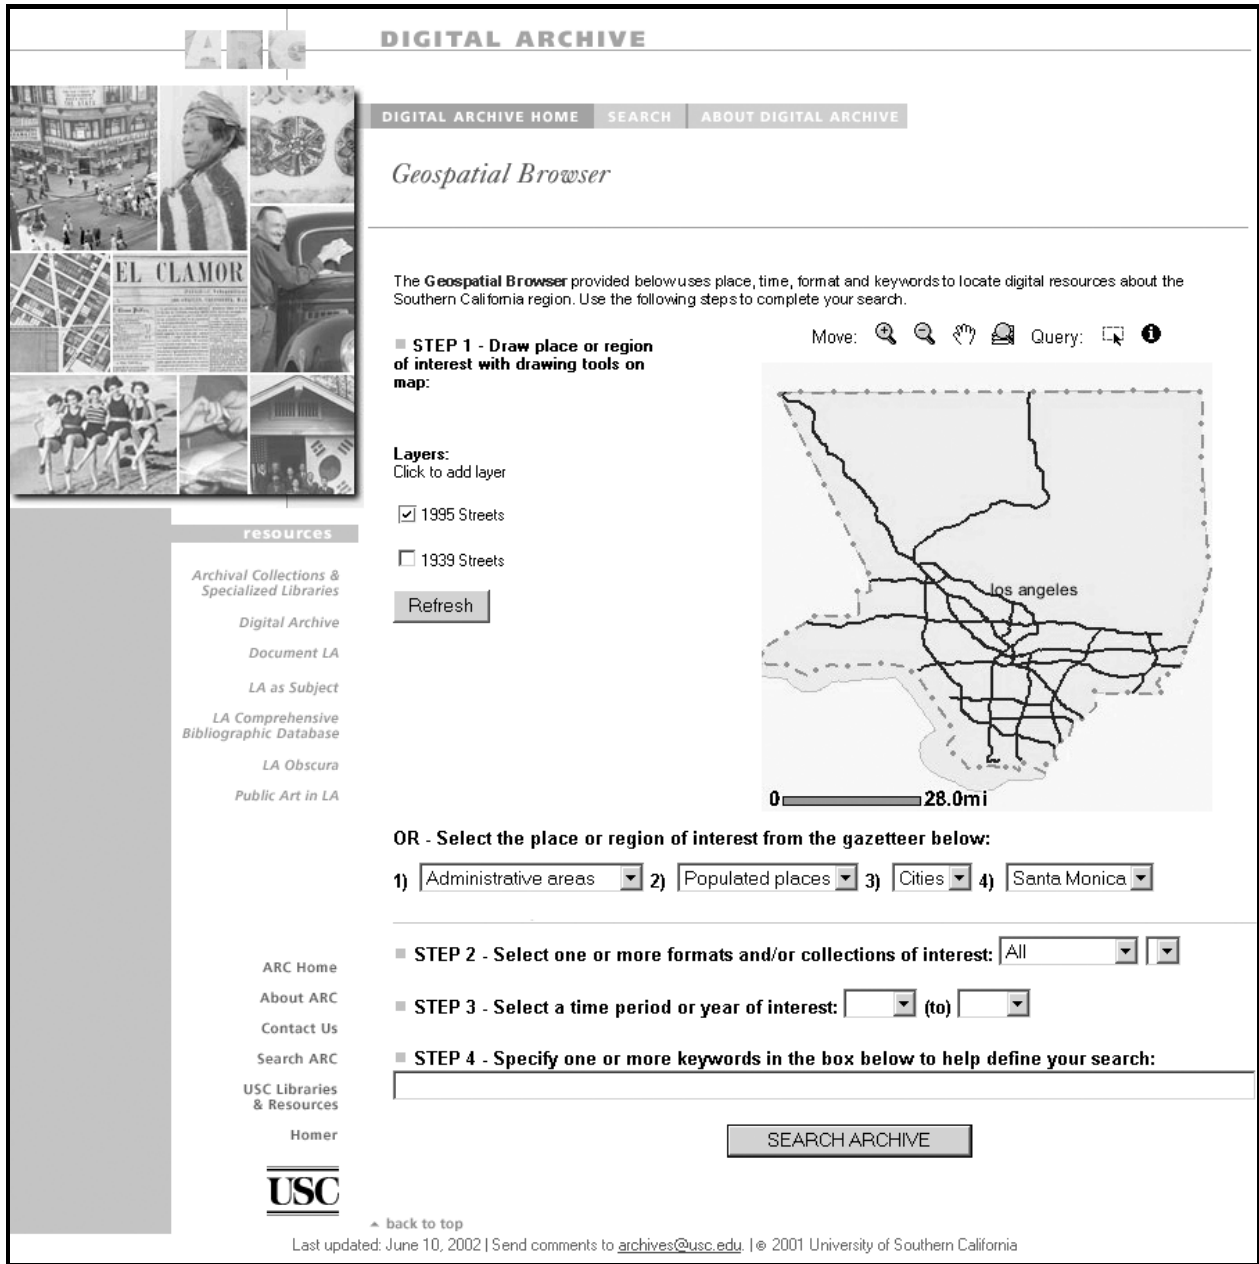 ARC
DIGITAL ARCHIVE
DIGITAL ARCHIVE HOME SEARCH ABOUT DIGITAL ARCHIVE
Geospatial Browser
EL CLAMOR
The Geospatial Browser provided below uses place, time, format and keywords to locate digital resources about the
Southern California region. Use the following steps to complete your search.
STEP 1 - Draw place or region
of interest with drawing tools on
map:
Move: Query:
Layers:
Click to add layer
1995 Streets
1939 Streets
Refresh
los angeles
0 28.0mi
resources
Archival Collections &
Specialized Libraries
Digital Archive
Document LA
LA as Subject
LA Comprehensive
Bibliographic Database
LA Obscura
Public Art in LA
OR - Select the place or region of interest from the gazetteer below:
1) Administrative areas 2) Populated places 3) Cities 4) Santa Monica
STEP 2 - Select one or more formats and/or collections of interest: All
STEP 3 - Select a time period or year of interest: (to)
STEP 4 - Specify one or more keywords in the box below to help define your search:
SEARCH ARCHIVE
ARC Home
About ARC
Contact Us
Search ARC
USC Libraries
& Resources
Homer
USC
back to top
Last updated: June 10, 2002 | Send comments to archives@usc.edu. | © 2001 University of Southern California